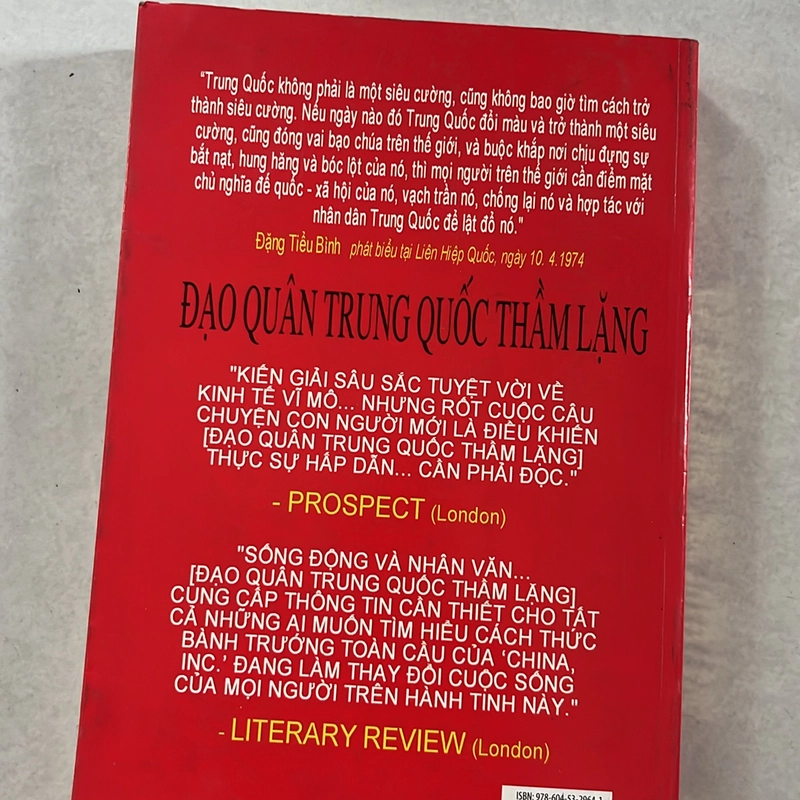 "Trung Quốc không phải là một siêu cường, cũng không bao giờ tìm cách trở
thành siêu cường. Nếu ngày nào đó Trung Quốc đổi màu và trở thành một siêu
cường, cũng đóng vai bạo chúa trên thế giới, và buộc khắp nơi chịu đựng sự
bắt nạt, hung hăng và bóc lột của nó, thì mọi người trên thế giới cần điểm mặt
chủ nghĩa đế quốc - xã hội của nó, vạch trần nó, chống lại nó và hợp tác với
nhân dân Trung Quốc để lật đổ nó."
Đặng Tiểu Bình phát biểu tại Liên Hiệp Quốc, ngày 10. 4.1974
ĐẠO QUÂN TRUNG QUỐC THẦM LẶNG
"KIẾN GIẢI SÂU SẮC TUYỆT VỜI VỀ
KINH TẾ VĨ MÔ... NHƯNG RỐT CUỘC CÂU
CHUYỆN CON NGƯỜI MỚI LÀ ĐIỀU KHIẾN
[ĐẠO QUÂN TRUNG QUỐC THẦM LẶNG]
THỰC SỰ HẤP DẪN... CẦN PHẢI ĐỌC."
- PROSPECT (London)
"SỐNG ĐỘNG VÀ NHÂN VĂN...
[ĐẠO QUÂN TRUNG QUỐC THẦM LẶNG]
CUNG CẤP THÔNG TIN CẦN THIẾT CHO TẤT
CẢ NHỮNG AI MUỐN TÌM HIỂU CÁCH THỨC
BÀNH TRƯỚNG TOÀN CẦU CỦA 'CHINA,
INC.' ĐANG LÀM THAY ĐỔI CUỘC SỐNG
CỦA MỌI NGƯỜI TRÊN HÀNH TINH NÀY."
- LITERARY REVIEW (London)
ISBN: 978-604-53-2964-1